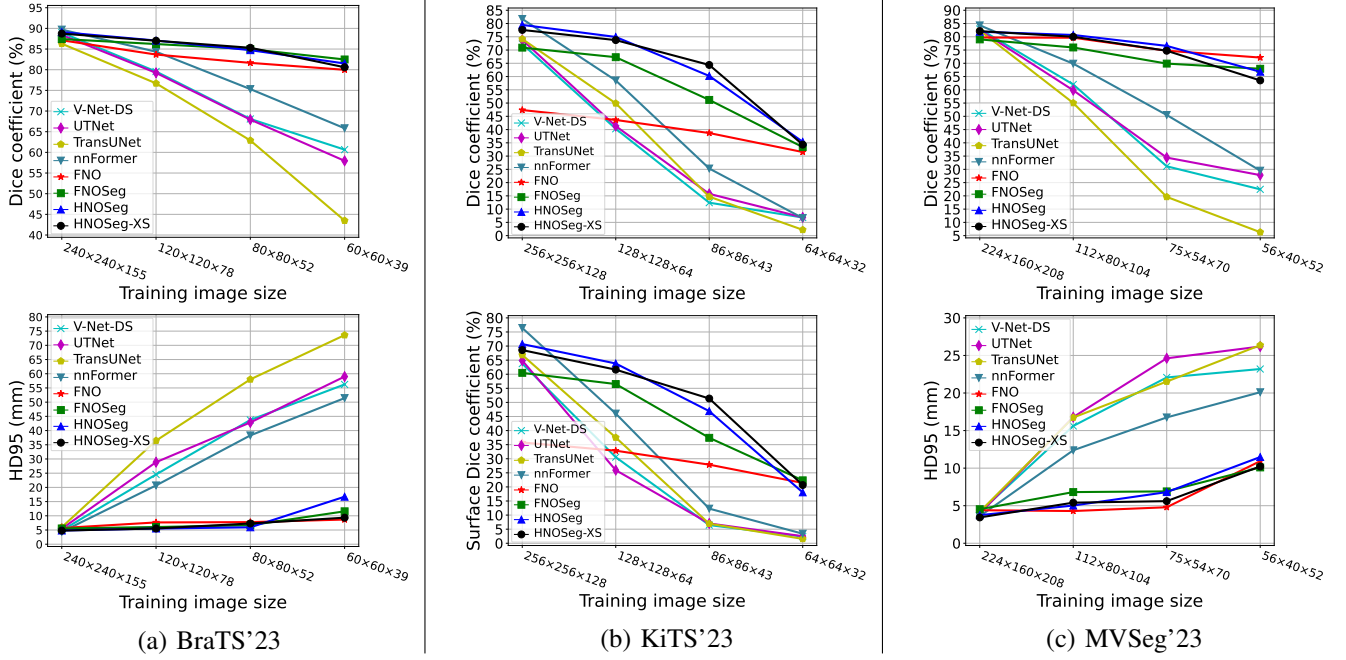 95
90
85
80
75
70
65
60
55
50
45
40
Dice coefficient (%)
V-Net-DS
UTNet
TransUNet
nnFormer
FNO
FNOSeg
HNOSeg
HNOSeg-XS
240×240×155
120×120×78
80×80×52
60×60×39
Training image size
80
75
70
65
60
55
50
45
40
35
30
25
20
15
10
5
0
HD95 (mm)
V-Net-DS
UTNet
TransUNet
nnFormer
FNO
FNOSeg
HNOSeg
HNOSeg-XS
240×240×155
120×120×78
80×80×52
60×60×39
Training image size
(a) BraTS’23
85
80
75
70
65
60
55
50
45
40
35
30
25
20
15
10
5
0
Dice coefficient (%)
V-Net-DS
UTNet
TransUNet
nnFormer
FNO
FNOSeg
HNOSeg
HNOSeg-XS
256×256×128
128×128×64
86×86×43
64×64×32
Training image size
80
75
70
65
60
55
50
45
40
35
30
25
20
15
10
5
0
Surface Dice coefficient (%)
V-Net-DS
UTNet
TransUNet
nnFormer
FNO
FNOSeg
HNOSeg
HNOSeg-XS
256×256×128
128×128×64
86×86×43
64×64×32
Training image size
(b) KiTS’23
90
85
80
75
70
65
60
55
50
45
40
35
30
25
20
15
10
5
Dice coefficient (%)
V-Net-DS
UTNet
TransUNet
nnFormer
FNO
FNOSeg
HNOSeg
HNOSeg-XS
224×160×208
112×80×104
75×54×70
56×40×52
Training image size
30
25
20
15
10
5
0
HD95 (mm)
V-Net-DS
UTNet
TransUNet
nnFormer
FNO
FNOSeg
HNOSeg
HNOSeg-XS
224×160×208
112×80×104
75×54×70
56×40×52
Training image size
(c) MVSeg’23